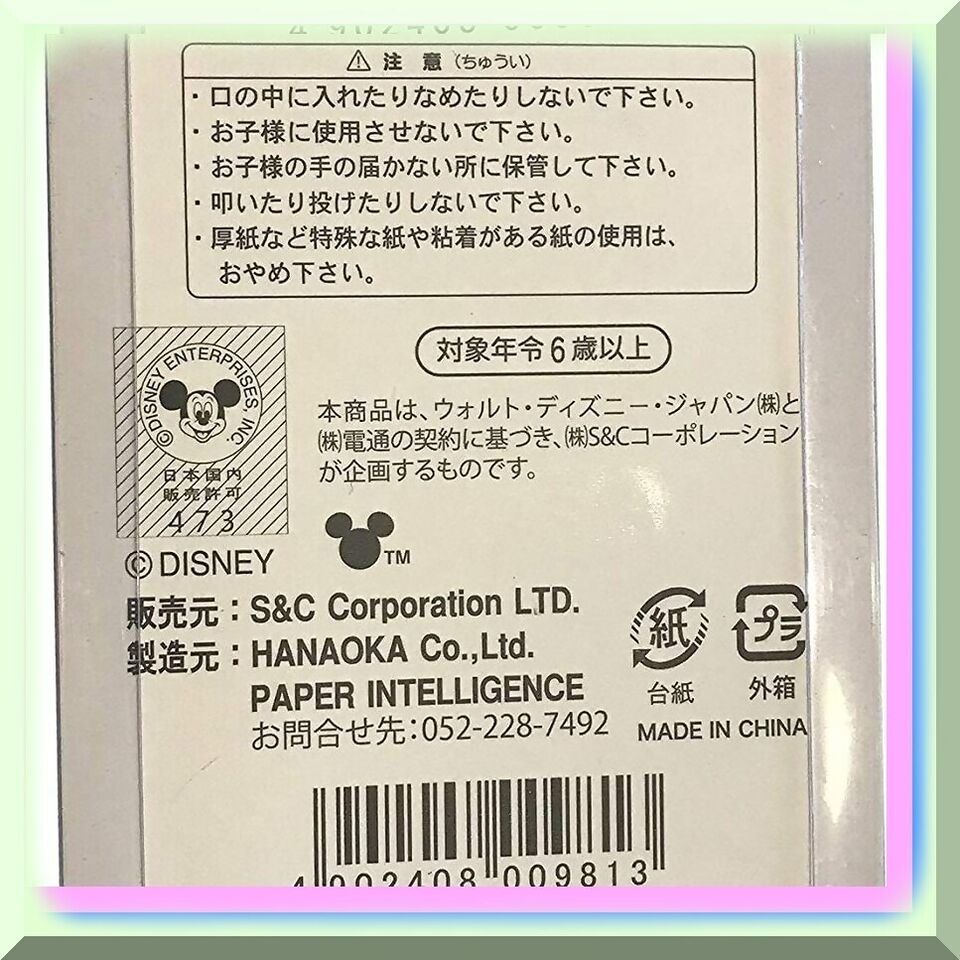 ⚠ 注 意 (ちゅうい)
・口の中に入れたりなめたりしないで下さい。
・お子様に使用させないで下さい。
・お子様の手の届かない所に保管して下さい。
・叩いたり投げたりしないで下さい。
・厚紙など特殊な紙や粘着がある紙の使用は、
おやめ下さい。
対象年令6歳以上
©DISNEY ENTERPRISES, INC.
日本国内
販売許可
473
本商品は、ウォルト・ディズニー・ジャパン㈱と
㈱電通の契約に基づき、㈱S&Cコーポレーション
が企画するものです。
TM
© DISNEY
販売元:S&C Corporation LTD.
製造元:HANAOKA Co.,Ltd.
PAPER INTELLIGENCE
お問合せ先:052-228-7492
紙
台紙
プラ
外箱
MADE IN CHINA
4 902408 009813